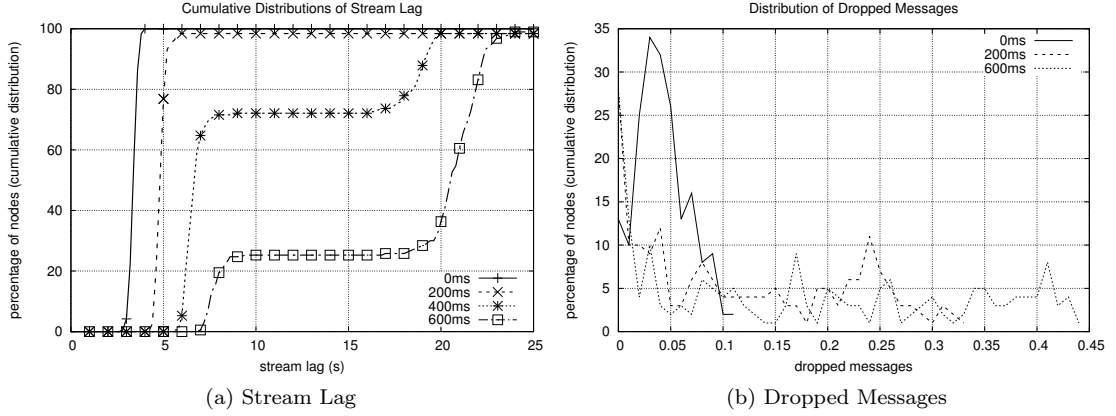 Cumulative Distributions of Stream Lag
percentage of nodes (cumulative distribution)
100
80
60
40
20
0
0
5
10
15
20
25
stream lag (s)
0ms
200ms
400ms
600ms
(a) Stream Lag
Distribution of Dropped Messages
percentage of nodes (cumulative distribution)
35
30
25
20
15
10
5
0
0
0.05
0.1
0.15
0.2
0.25
0.3
0.35
0.4
0.45
dropped messages
0ms
200ms
600ms
(b) Dropped Messages